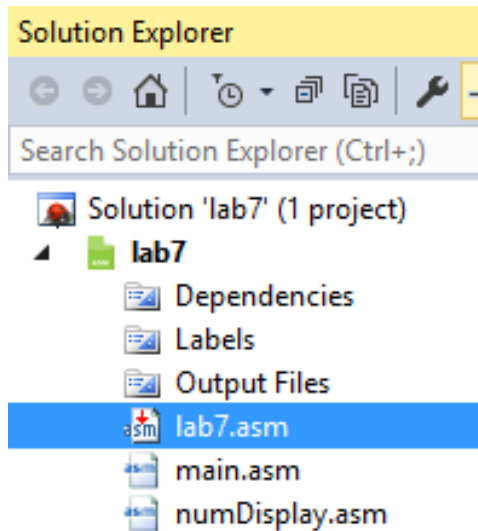 Solution Explorer
Search Solution Explorer (Ctrl+;)
Solution 'lab7' (1 project)
lab7
Dependencies
Labels
Output Files
lab7.asm
main.asm
numDisplay.asm